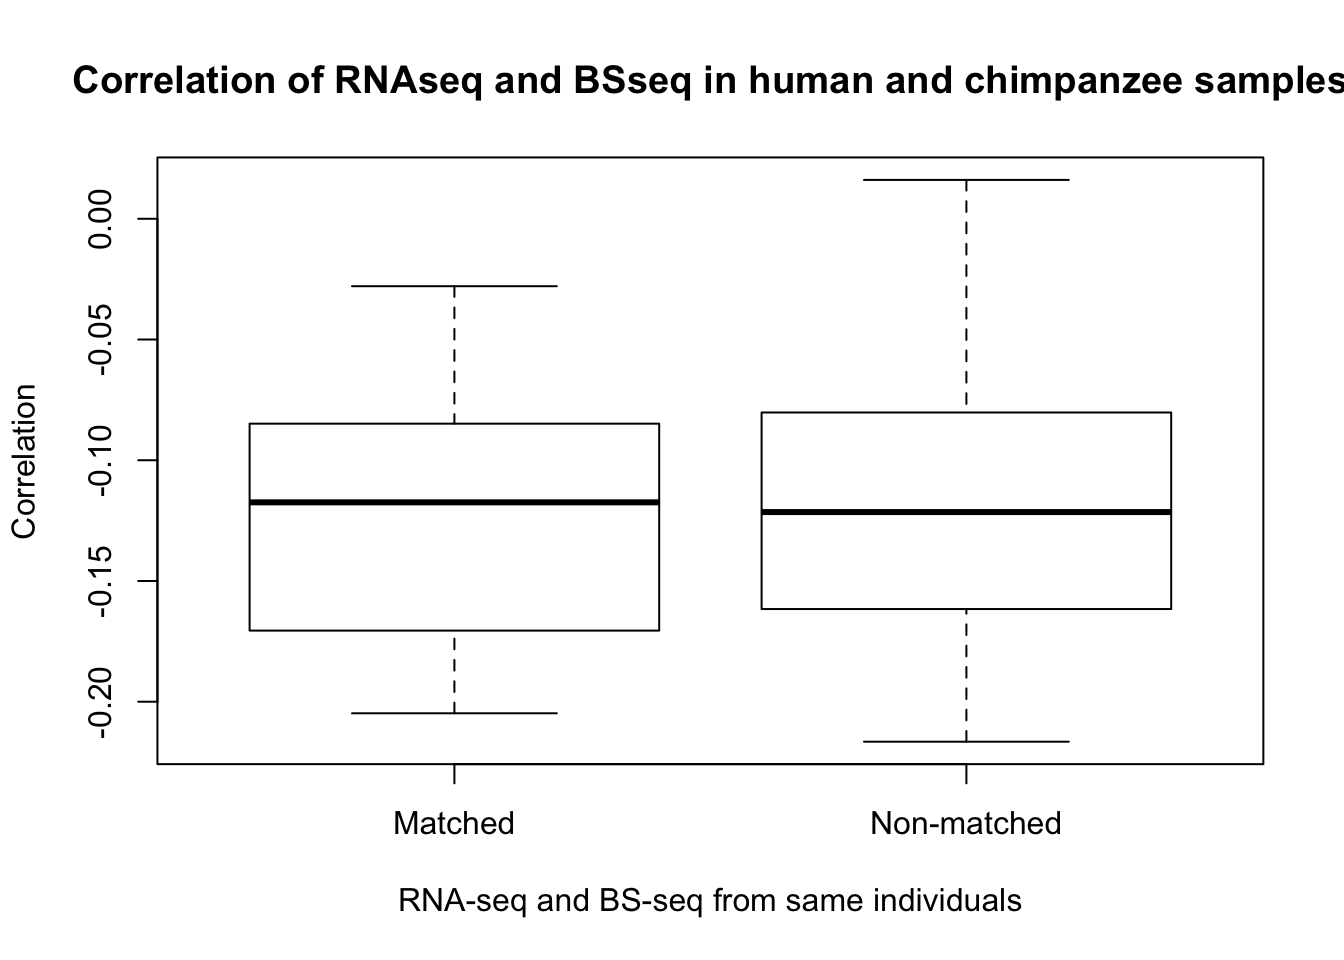 Correlation of RNAseq and BSseq in human and chimpanzee samples
0.00
-0.05
-0.10
-0.15
-0.20
Correlation
Matched
Non-matched
RNA-seq and BS-seq from same individuals